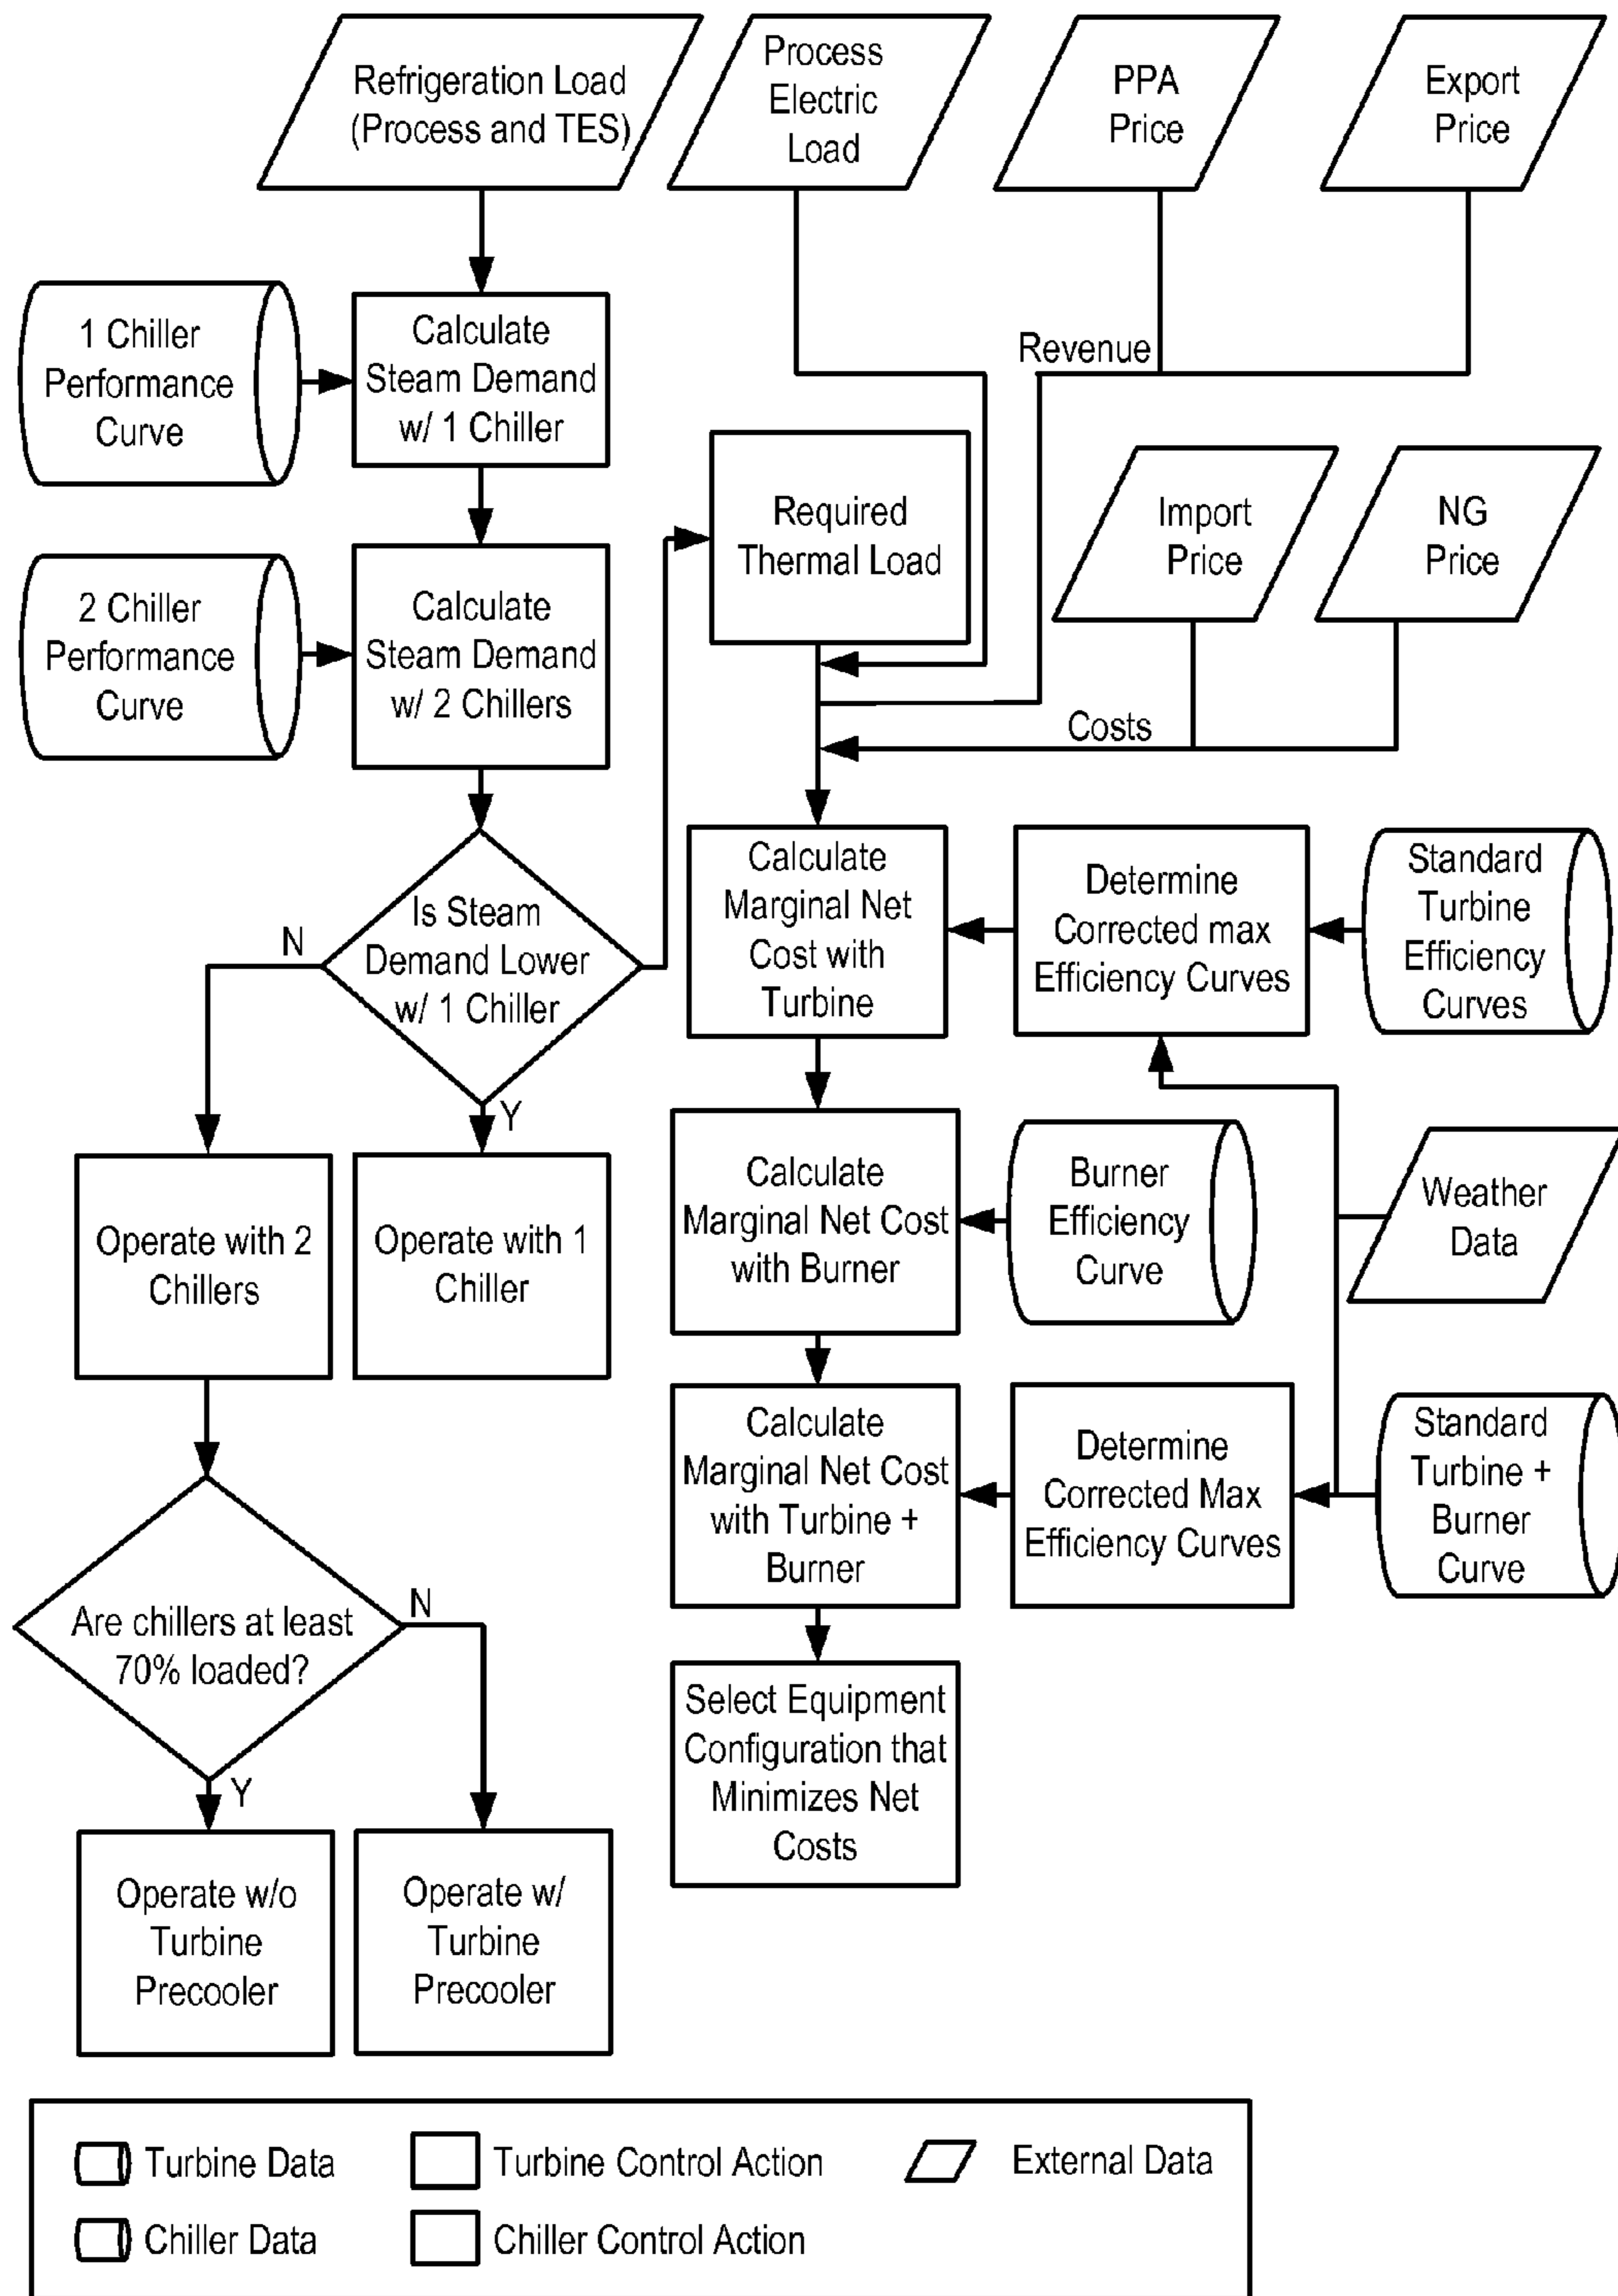 Refrigeration Load
(Process and TES)
Process
Electric
Load
PPA
Price
Export
Price
1 Chiller
Performance
Curve
Calculate
Steam Demand
w/ 1 Chiller
Revenue
Required
Thermal Load
Import
Price
NG
Price
2 Chiller
Performance
Curve
Calculate
Steam Demand
w/ 2 Chillers
Costs
Is Steam
Demand Lower
w/ 1 Chiller
N
Y
Calculate
Marginal Net
Cost with
Turbine
Determine
Corrected max
Efficiency Curves
Standard
Turbine
Efficiency
Curves
Operate with 2
Chillers
Operate with 1
Chiller
Calculate
Marginal Net Cost
with Burner
Burner
Efficiency
Curve
Weather
Data
Calculate
Marginal Net Cost
with Turbine +
Burner
Determine
Corrected Max
Efficiency Curves
Standard
Turbine +
Burner
Curve
Are chillers at least
70% loaded?
N
Y
Select Equipment
Configuration that
Minimizes Net
Costs
Operate w/o
Turbine
Precooler
Operate w/
Turbine
Precooler
Turbine Data
Turbine Control Action
External Data
Chiller Data
Chiller Control Action